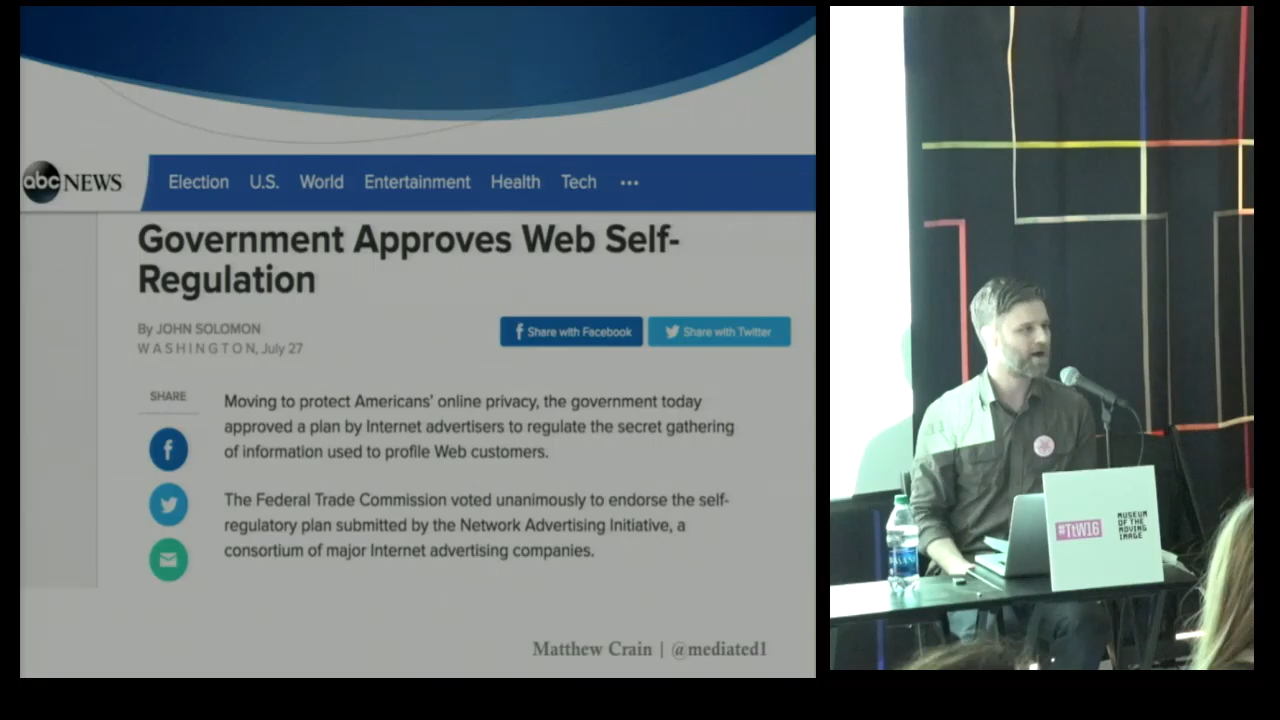 abc NEWS
Election U.S. World Entertainment Health Tech •••
Government Approves Web Self-
Regulation
By JOHN SOLOMON
WASHINGTON, July 27
Share with Facebook
Share with Twitter
SHARE
Moving to protect Americans' online privacy, the government today
approved a plan by Internet advertisers to regulate the secret gathering
of information used to profile Web customers.
The Federal Trade Commission voted unanimously to endorse the self-
regulatory plan submitted by the Network Advertising Initiative, a
consortium of major Internet advertising companies.
Matthew Crain | @mediated1
#TtW16
MUSEUM
OF THE
MOVING
IMAGE